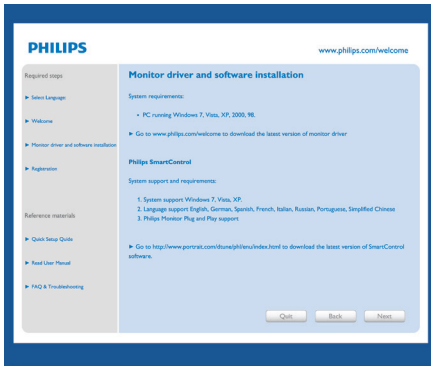 PHILIPS
www.philips.com/welcome
Required steps
▶ Select Language
▶ Welcome
▶ Monitor driver and software installation
▶ Registration
Reference materials
▶ Quick Setup Guide
▶ Read User Manual
▶ FAQ & Troubleshooting
Monitor driver and software installation
System requirements:
• PC running Windows 7, Vista, XP, 2000, 98.
▶ Go to www.philips.com/welcome to download the latest version of monitor driver
Philips SmartControl
System support and requirements:
1. System support Windows 7, Vista, XP.
2. Language support English, German, Spanish, French, Italian, Russian, Portuguese, Simplified Chinese
3. Philips Monitor Plug and Play support
▶ Go to http://www.portrait.com/dtune/phl/enu/index.html to download the latest version of SmartControl
software.
Quit Back Next